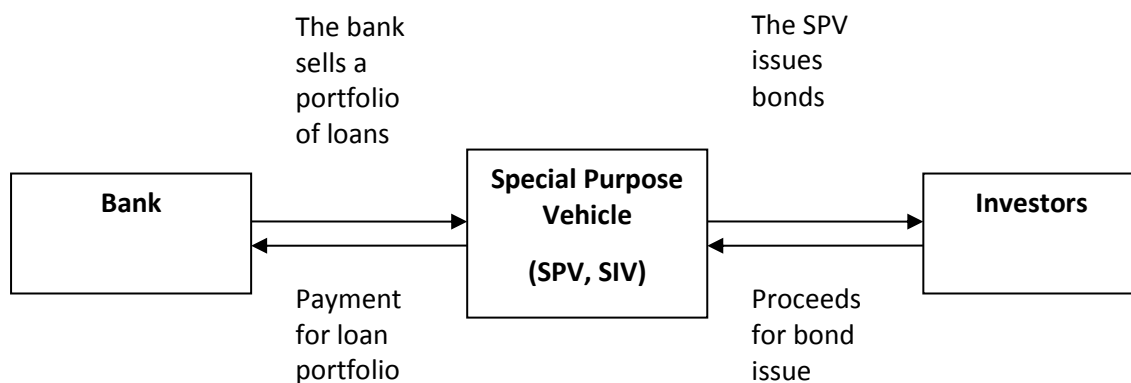 The bank
sells a
portfolio
of loans
The SPV
issues
bonds
Bank
Special Purpose
Vehicle
(SPV, SIV)
Investors
Payment
for loan
portfolio
Proceeds
for bond
issue